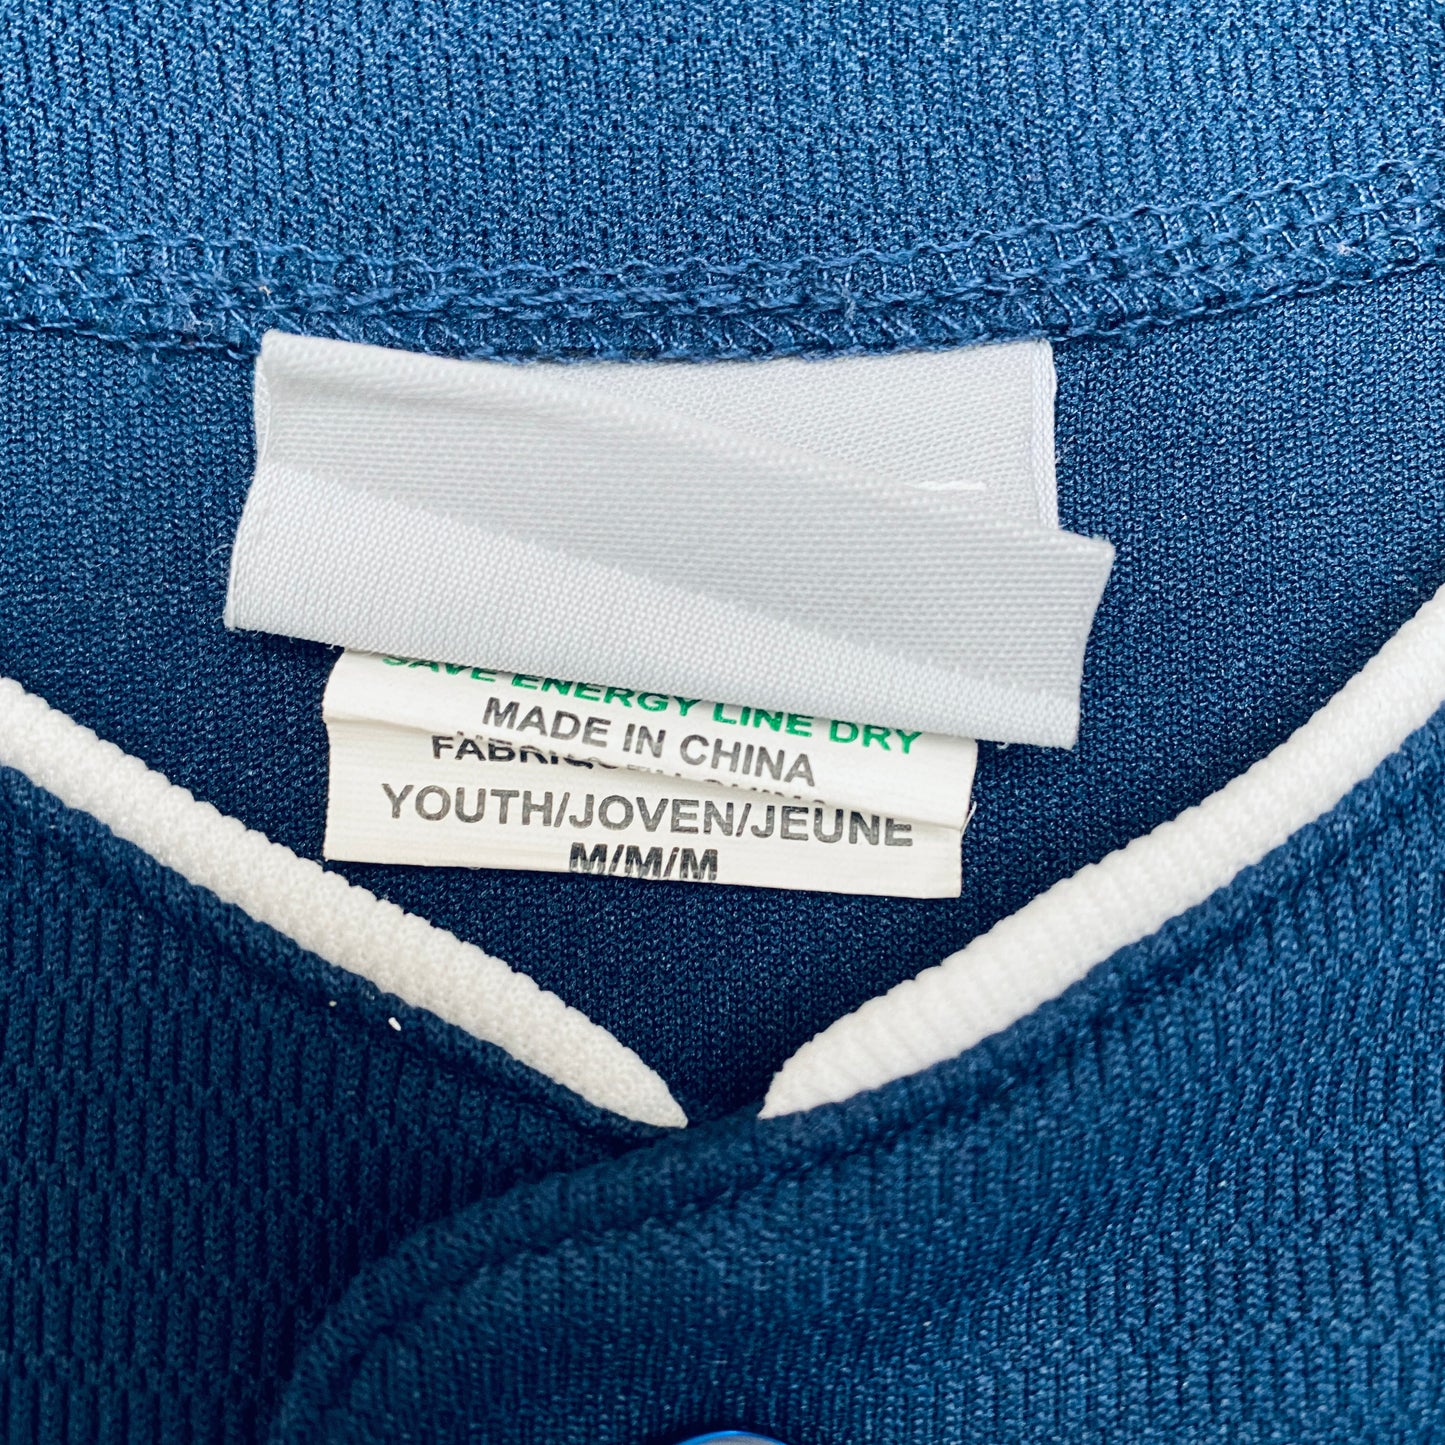 SAVE ENERGY LINE DRY
MADE IN CHINA
YOUTH/JOVEN/JEUNE
M/M/M